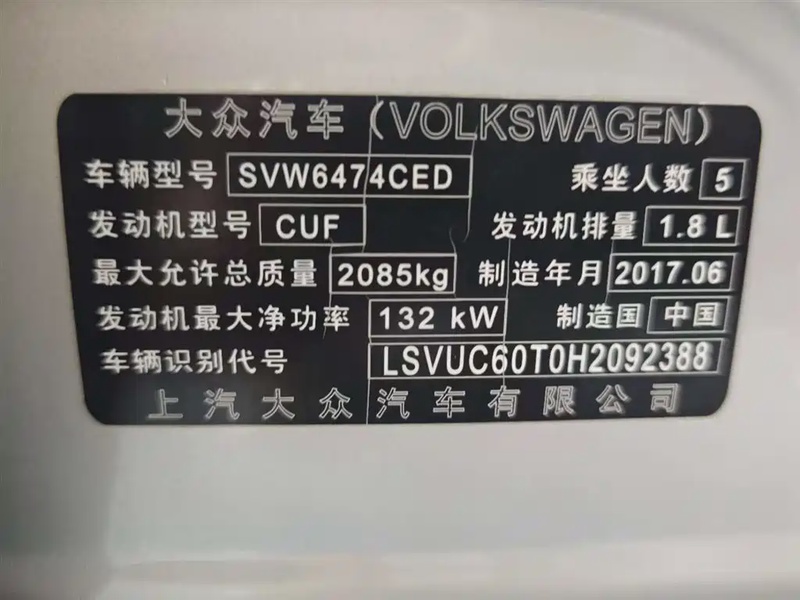 大众汽车（VOLKSWAGEN）
车辆型号 SVW6474CED 乘坐人数 5
发动机型号 CUF 发动机排量 1.8 L
最大允许总质量 2085kg 制造年月 2017.06
发动机最大净功率 132 kW 制造国 中国
车辆识别代号 LSVUC60T0H2092388
上汽大众汽车有限公司